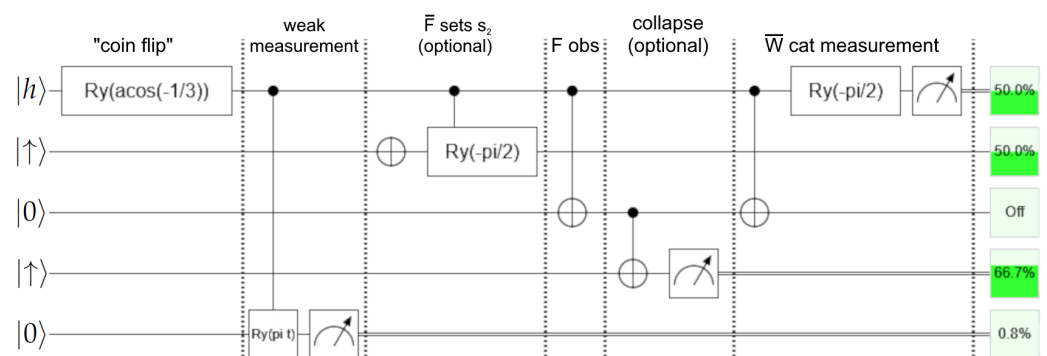 "coin flip"
weak
measurement
F̅ sets s₂
(optional)
F obs
collapse
(optional)
W̅ cat measurement
|h⟩
Ry(acos(-1/3))
Ry(-pi/2)
50.0%
|↑⟩
Ry(-pi/2)
50.0%
|0⟩
Off
|↑⟩
66.7%
|0⟩
Ry(pi t)
0.8%